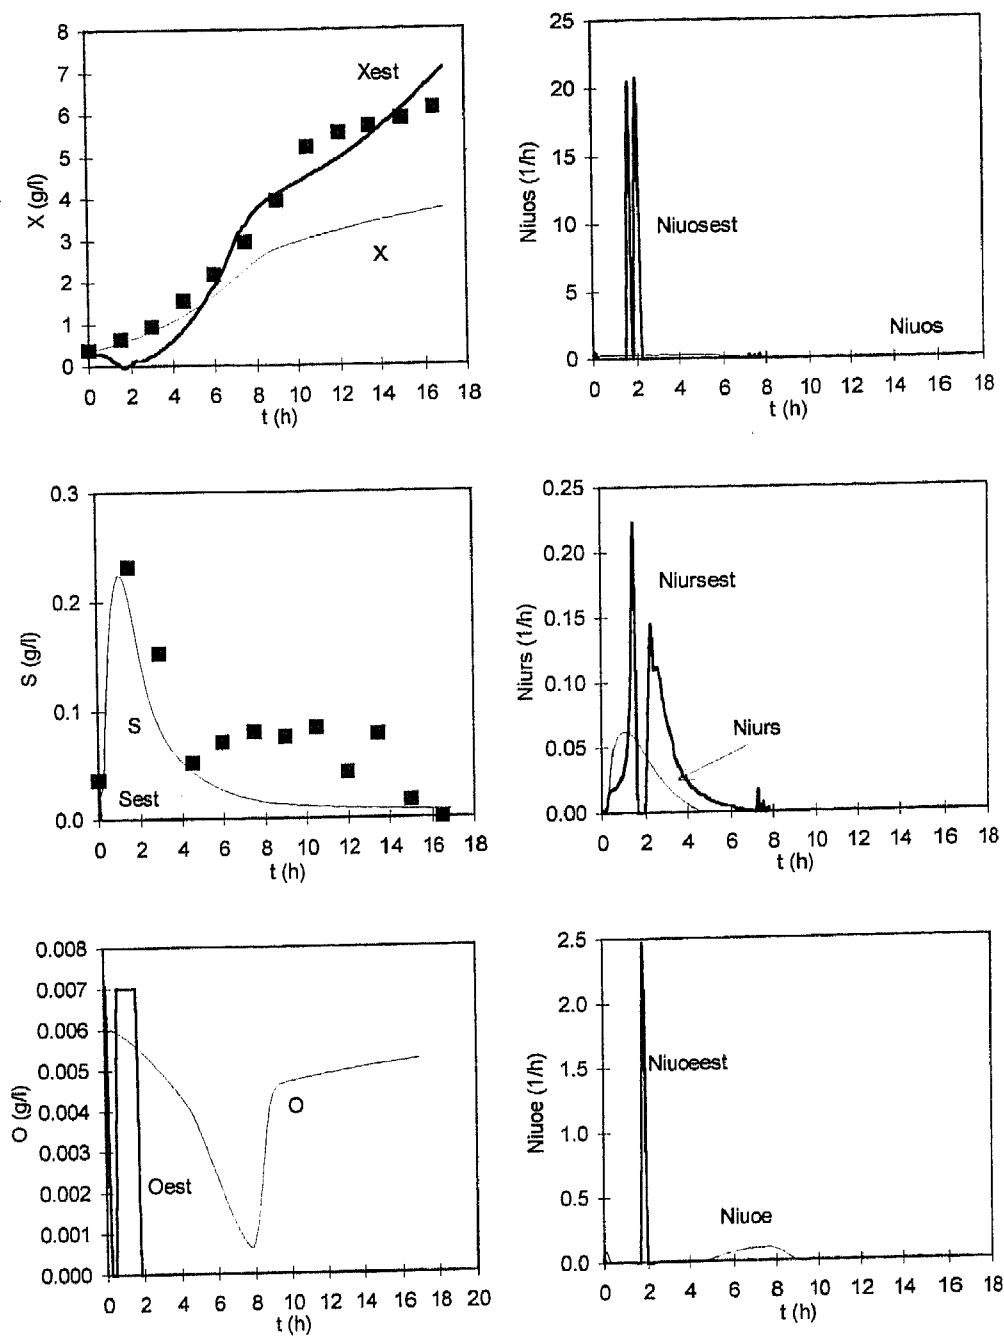 8
7
6
5
4
3
2
1
0
X (g/l)
Xest
X
0 2 4 6 8 10 12 14 16 18
t (h)
25
20
15
10
5
0
Niuos (1/h)
Niuosest
Niuos
0 2 4 6 8 10 12 14 16 18
t (h)
0.3
0.2
0.1
0.0
S (g/l)
S
Sest
0 2 4 6 8 10 12 14 16 18
t (h)
0.25
0.20
0.15
0.10
0.05
0.00
Niurs (1/h)
Niursest
Niurs
0 2 4 6 8 10 12 14 16 18
t (h)
0.008
0.007
0.006
0.005
0.004
0.003
0.002
0.001
0.000
O (g/l)
O
Oest
0 2 4 6 8 10 12 14 16 18 20
t (h)
2.5
2.0
1.5
1.0
0.5
0.0
Niuoe (1/h)
Niuoeest
Niuoe
0 2 4 6 8 10 12 14 16 18
t (h)